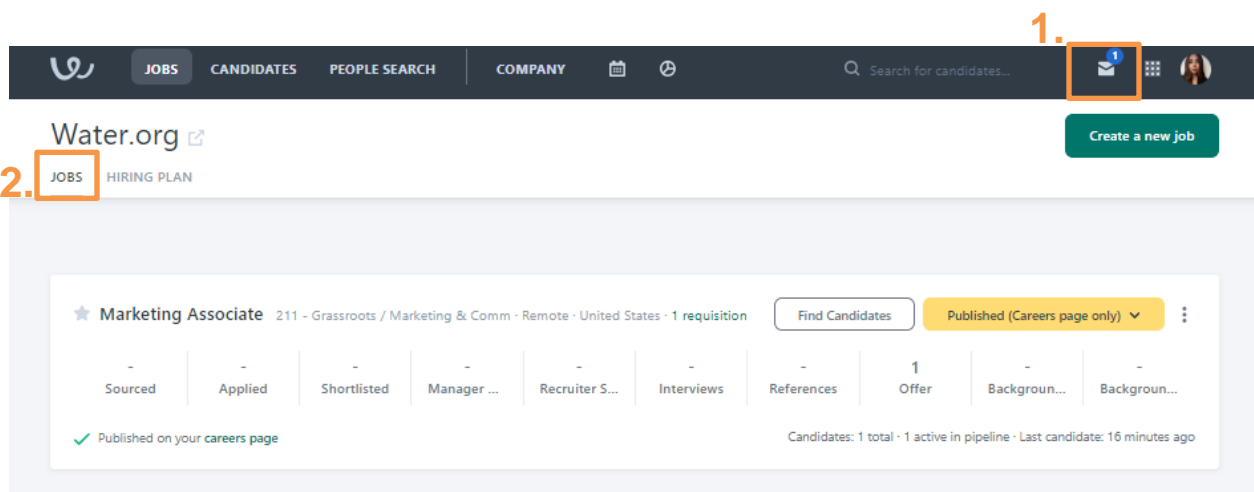 1.
JOBS CANDIDATES PEOPLE SEARCH COMPANY Search for candidates... 1
Water.org Create a new job
2. JOBS HIRING PLAN
Marketing Associate 211 - Grassroots / Marketing & Comm · Remote · United States · 1 requisition Find Candidates Published (Careers page only)
- - - - - - - 1 - -
Sourced Applied Shortlisted Manager ... Recruiter S... Interviews References Offer Backgroun... Backgroun...
Published on your careers page Candidates: 1 total · 1 active in pipeline · Last candidate: 16 minutes ago